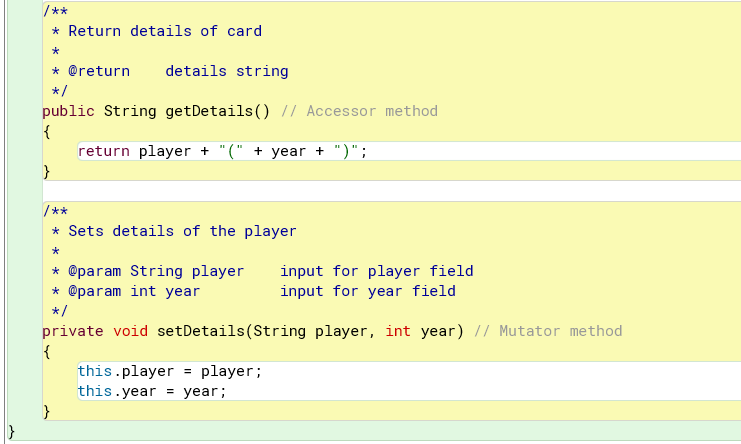 /**
 * Return details of card
 *
 * @return    details string
 */
public String getDetails() // Accessor method
{
    return player + "(" + year + ")";
}

/**
 * Sets details of the player
 *
 * @param String player    input for player field
 * @param int year         input for year field
 */
private void setDetails(String player, int year) // Mutator method
{
    this.player = player;
    this.year = year;
}
}